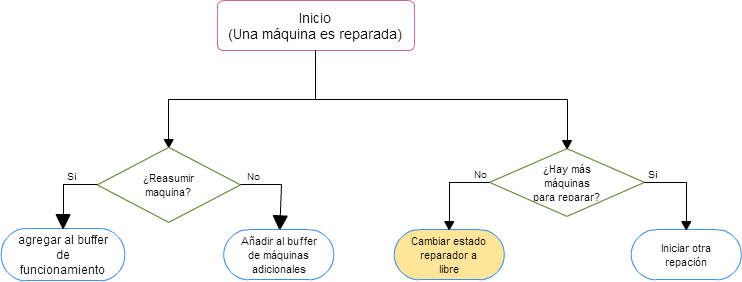 Inicio
(Una máquina es reparada)
¿Reasumir
maquina?
¿Hay más
máquinas
para reparar?
Si
No
No
Si
agregar al buffer
de
funcionamiento
Añadir al buffer
de máquinas
adicionales
Cambiar estado
reparador a
libre
Iniciar otra
repación